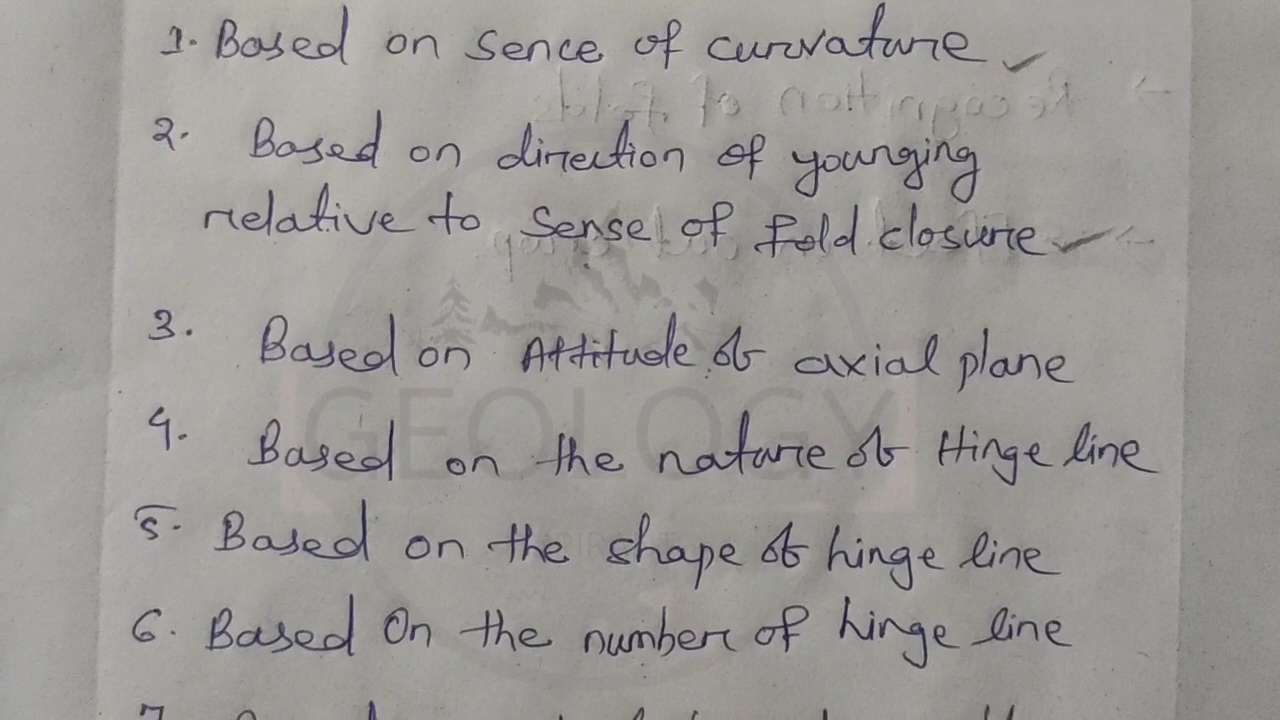 1. Based on Sence of curvature
2. Based on direction of younging
relative to Sense of fold closure
3. Based on Attitude of axial plane
4. Based on the nature of Hinge line
5. Based on the shape of hinge line
6. Based On the number of hinge line
GEOLOGY